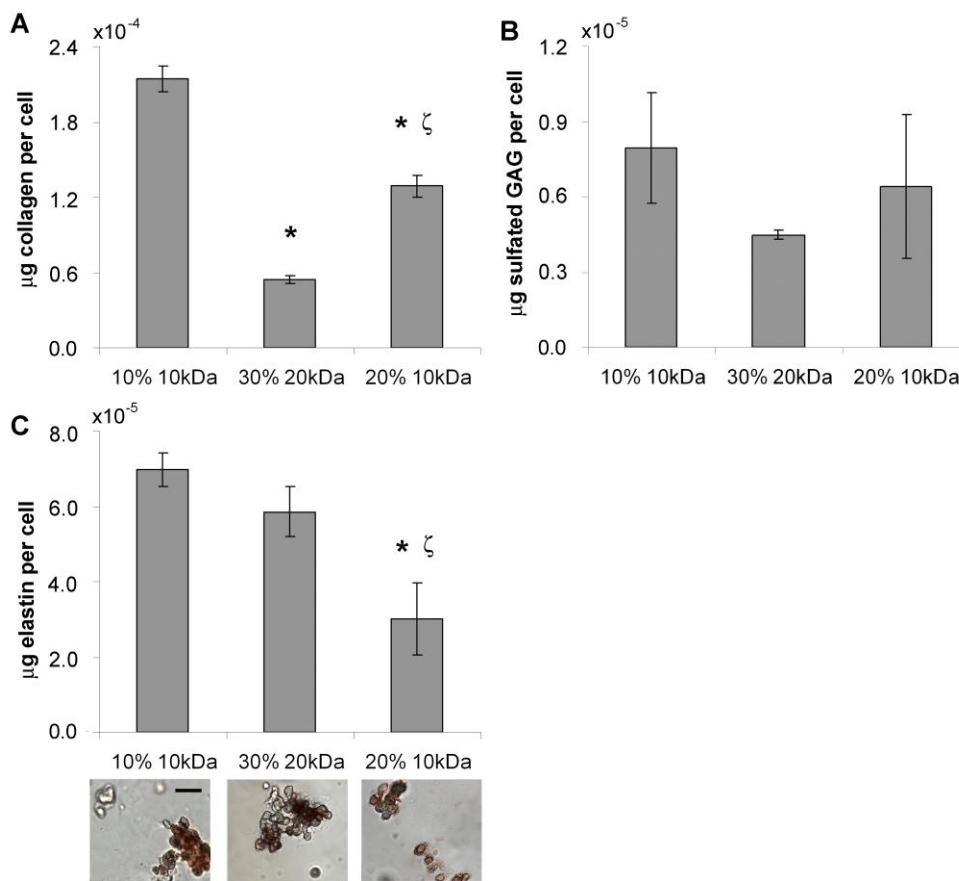 A
x10-4
μg collagen per cell
2.4
1.8
1.2
0.6
0.0
*
* ζ
10% 10kDa 30% 20kDa 20% 10kDa
B
x10-5
μg sulfated GAG per cell
1.2
0.9
0.6
0.3
0.0
10% 10kDa 30% 20kDa 20% 10kDa
C
x10-5
μg elastin per cell
8.0
6.0
4.0
2.0
0.0
* ζ
10% 10kDa 30% 20kDa 20% 10kDa